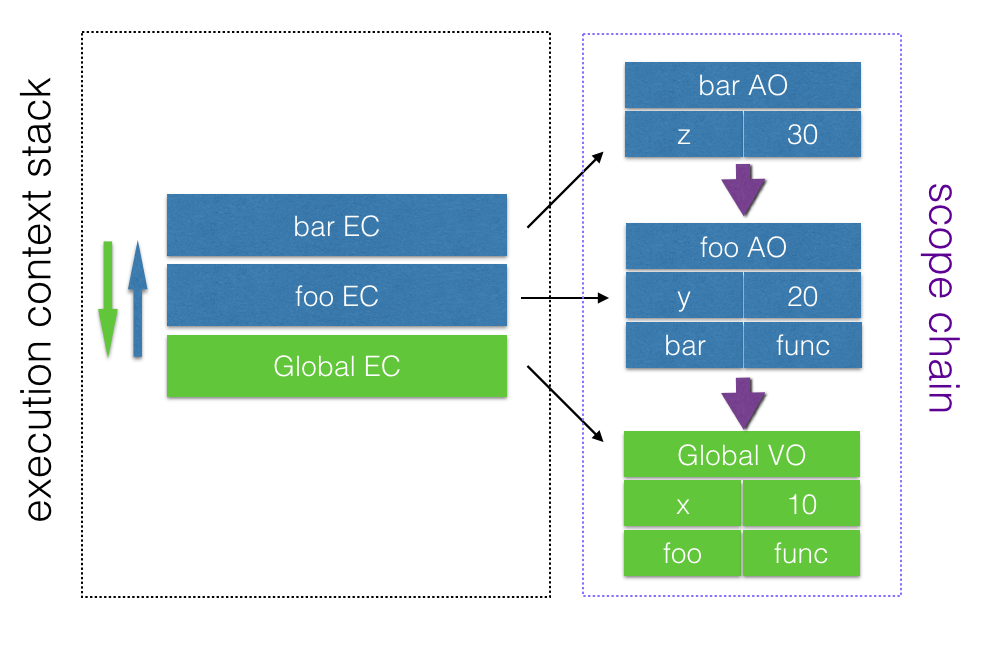 execution context stack
bar EC
foo EC
Global EC
bar AO
z 30
foo AO
y 20
bar func
Global VO
x 10
foo func
scope chain